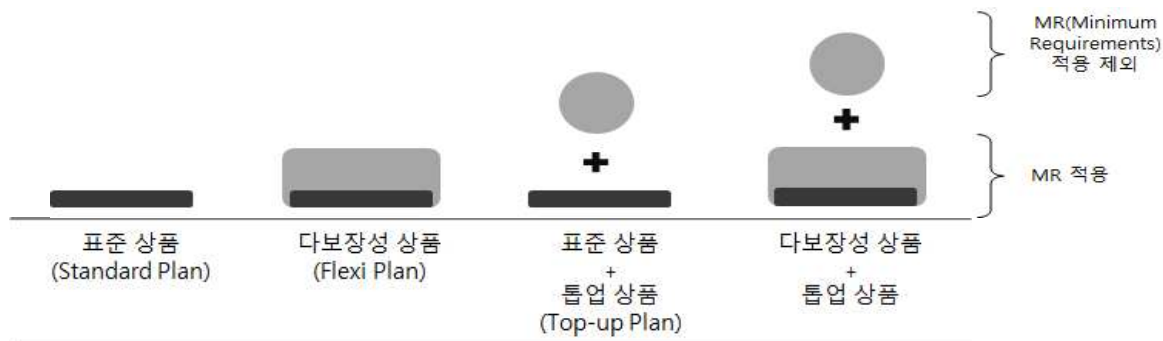 MR(Minimum
Requirements)
적용 제외
MR 적용
표준 상품
(Standard Plan)
다보장성 상품
(Flexi Plan)
표준 상품
+
톱업 상품
(Top-up Plan)
다보장성 상품
+
톱업 상품